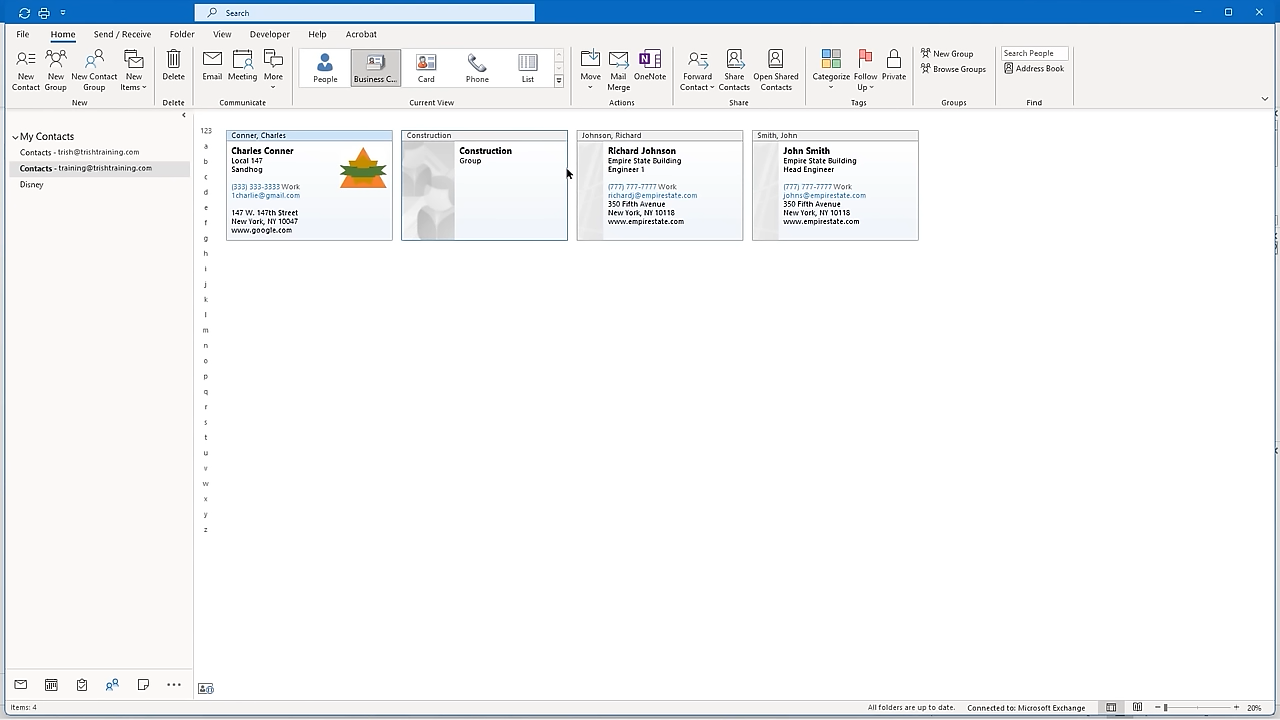 Search
File Home Send / Receive Folder View Developer Help Acrobat
New Contact
New Group
New Contact Group
New Items
Delete
Email
Meeting
More
People
Business C...
Card
Phone
List
Move
Mail Merge
OneNote
Forward Contact
Share Contacts
Open Shared Contacts
Categorize
Follow Up
Private
New Group
Browse Groups
Search People
Address Book
New Delete Communicate Current View Actions Share Tags Groups Find
My Contacts
Contacts - trish@trishtraining.com
Contacts - training@trishtraining.com
Disney
123
a
b
c
d
e
f
g
h
i
j
k
l
m
n
o
p
q
r
s
t
u
v
w
x
y
z
Conner, Charles
Charles Conner
Local 147
Sandhog
(333) 333-3333 Work
1charlie@gmail.com
147 W. 147th Street
New York, NY 10047
www.google.com
Construction
Construction
Group
Johnson, Richard
Richard Johnson
Empire State Building
Engineer 1
(777) 777-7777 Work
richardj@empirestate.com
350 Fifth Avenue
New York, NY 10118
www.empirestate.com
Smith, John
John Smith
Empire State Building
Head Engineer
(777) 777-7777 Work
johns@empirestate.com
350 Fifth Avenue
New York, NY 10118
www.empirestate.com
Items: 4
All folders are up to date.
Connected to: Microsoft Exchange
20%